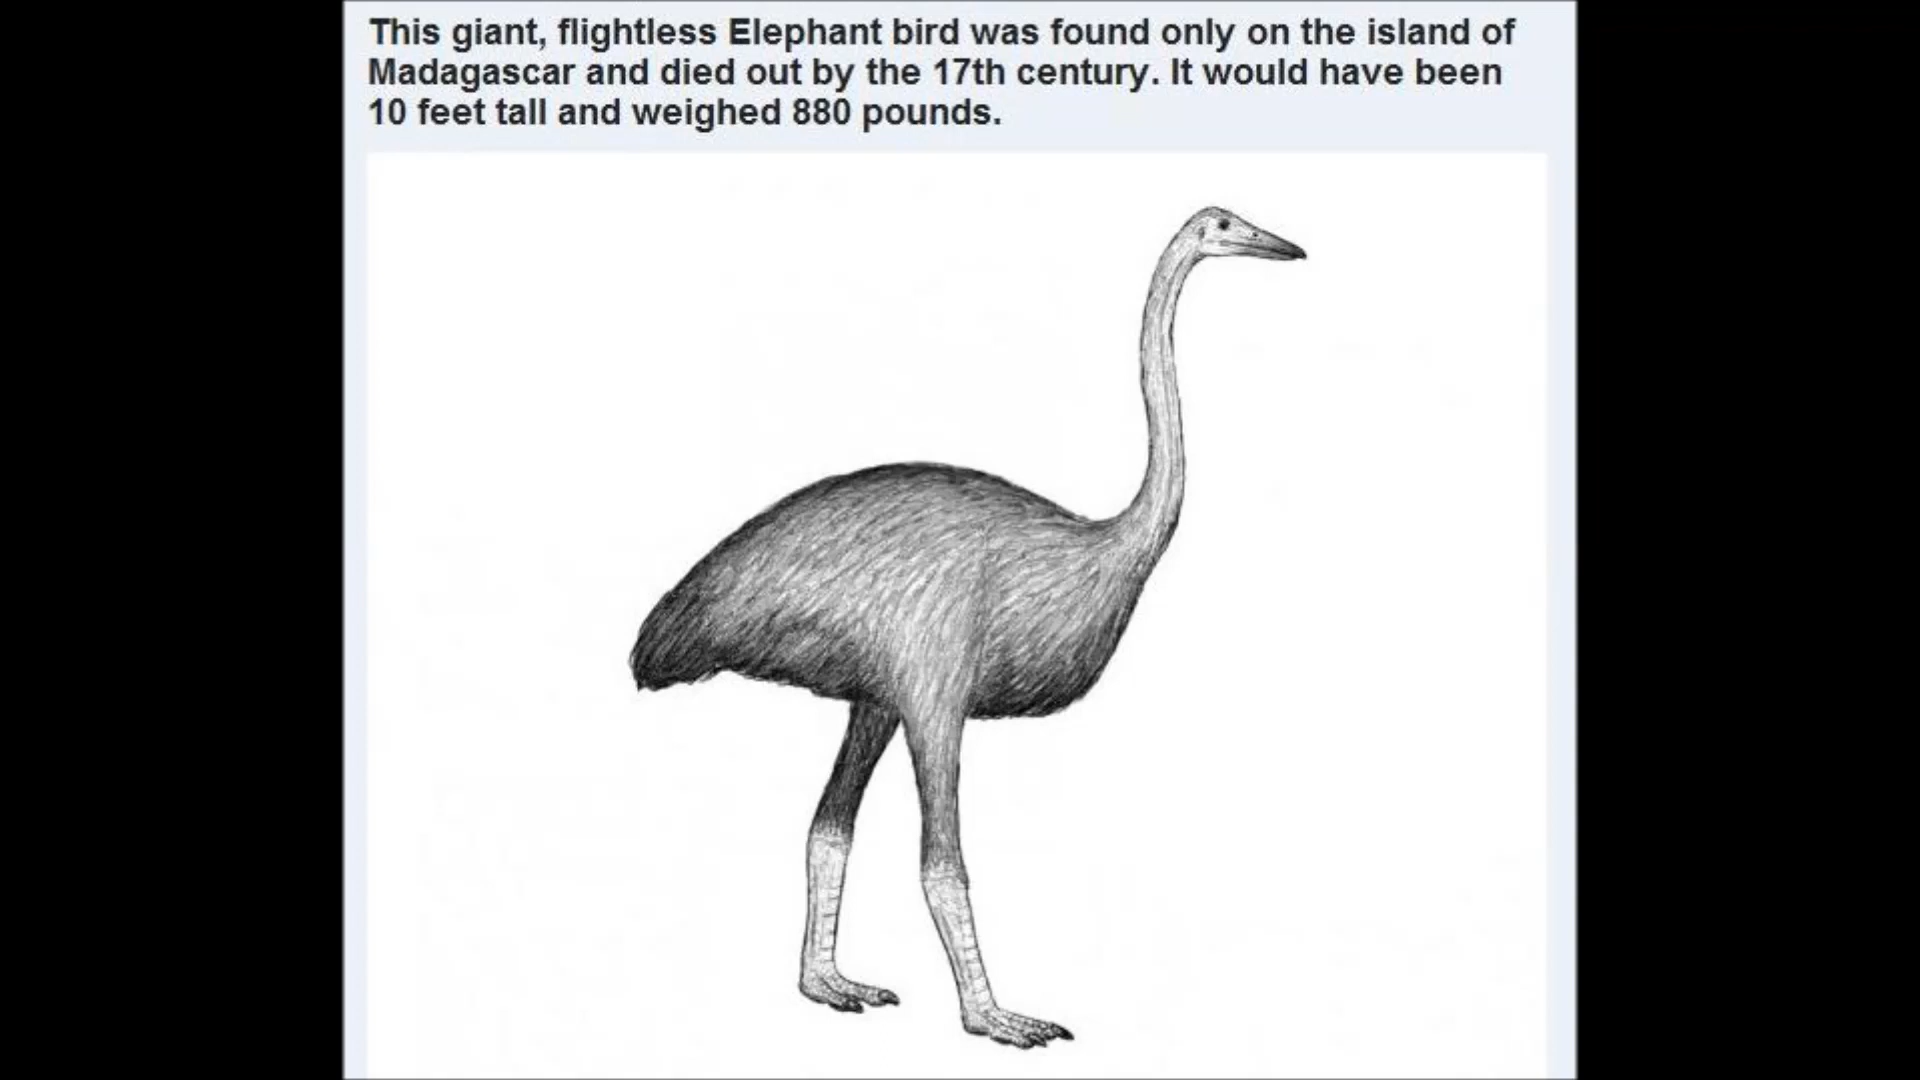 This giant, flightless Elephant bird was found only on the island of
Madagascar and died out by the 17th century. It would have been
10 feet tall and weighed 880 pounds.